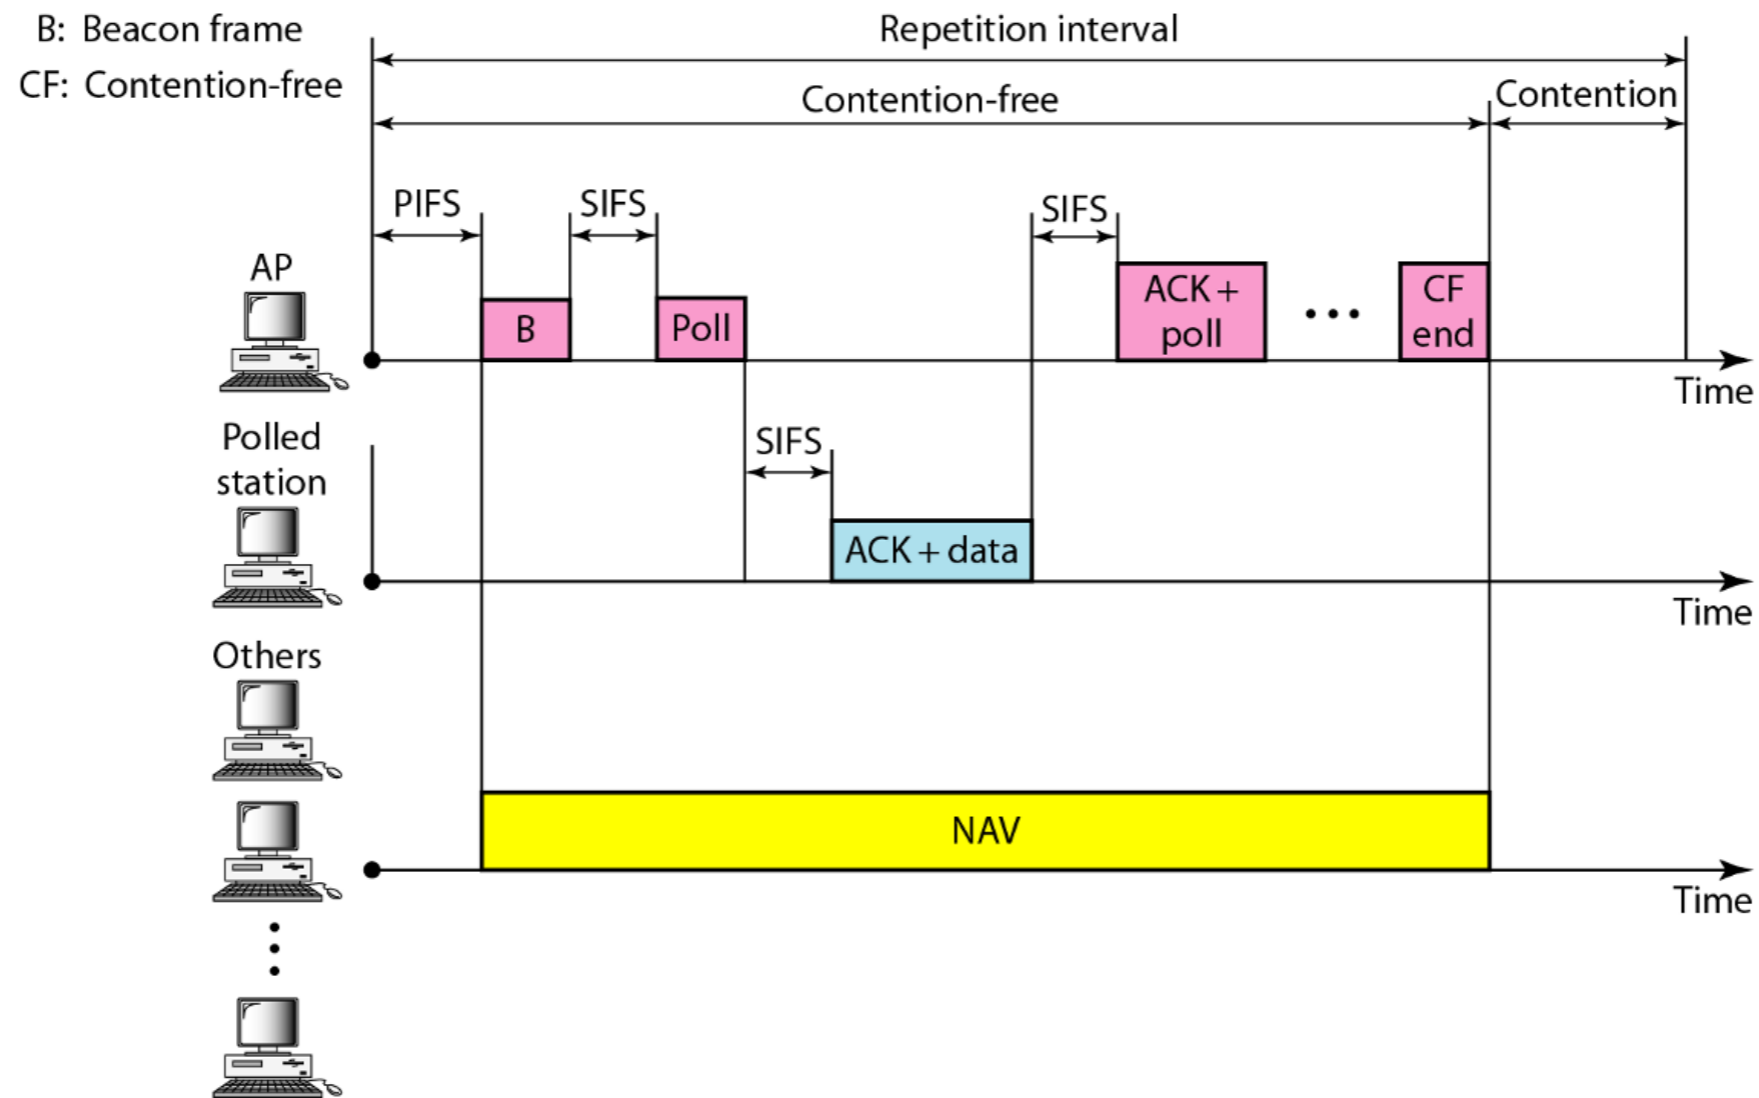 B: Beacon frame
CF: Contention-free
Repetition interval
Contention-free
Contention
PIFS
SIFS
SIFS
AP
B
Poll
ACK +
poll
CF
end
Time
Polled
station
SIFS
ACK + data
Time
Others
NAV
Time